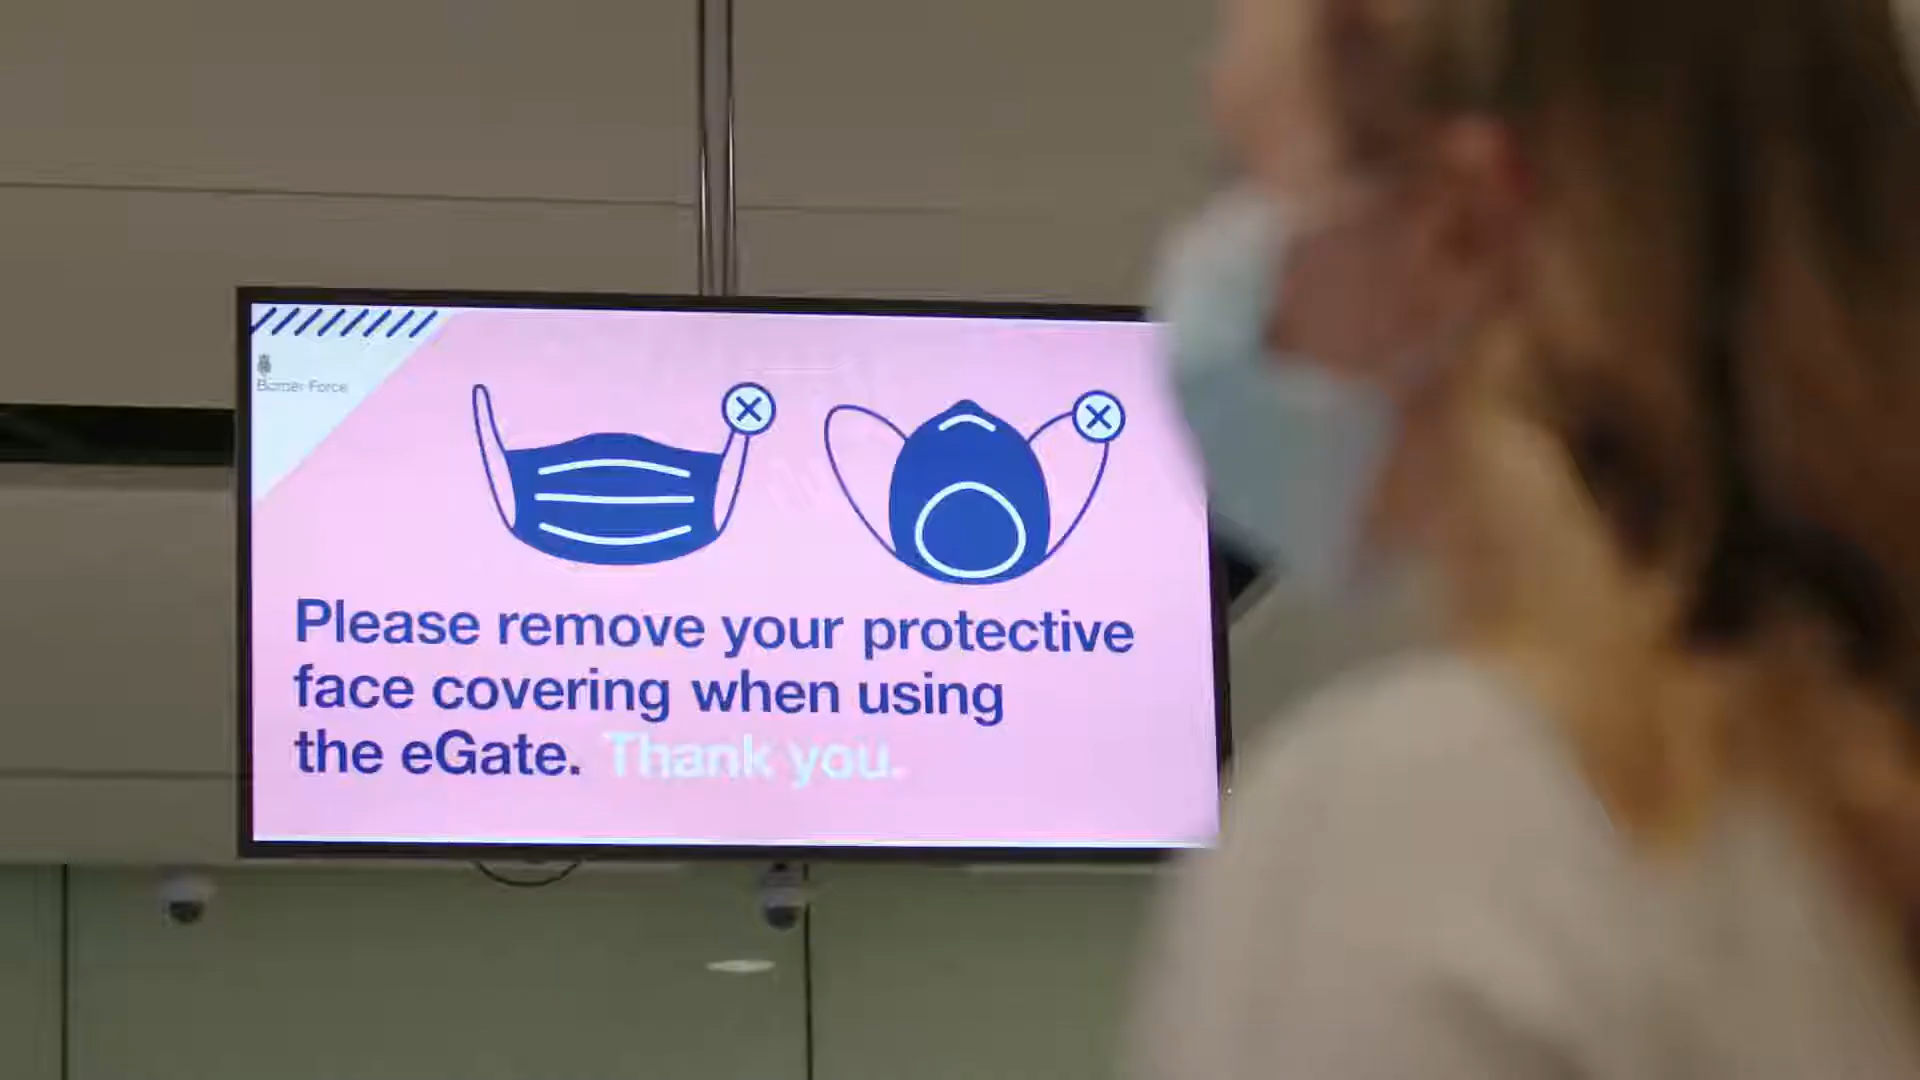 Border Force
Please remove your protective
face covering when using
the eGate. Thank you.